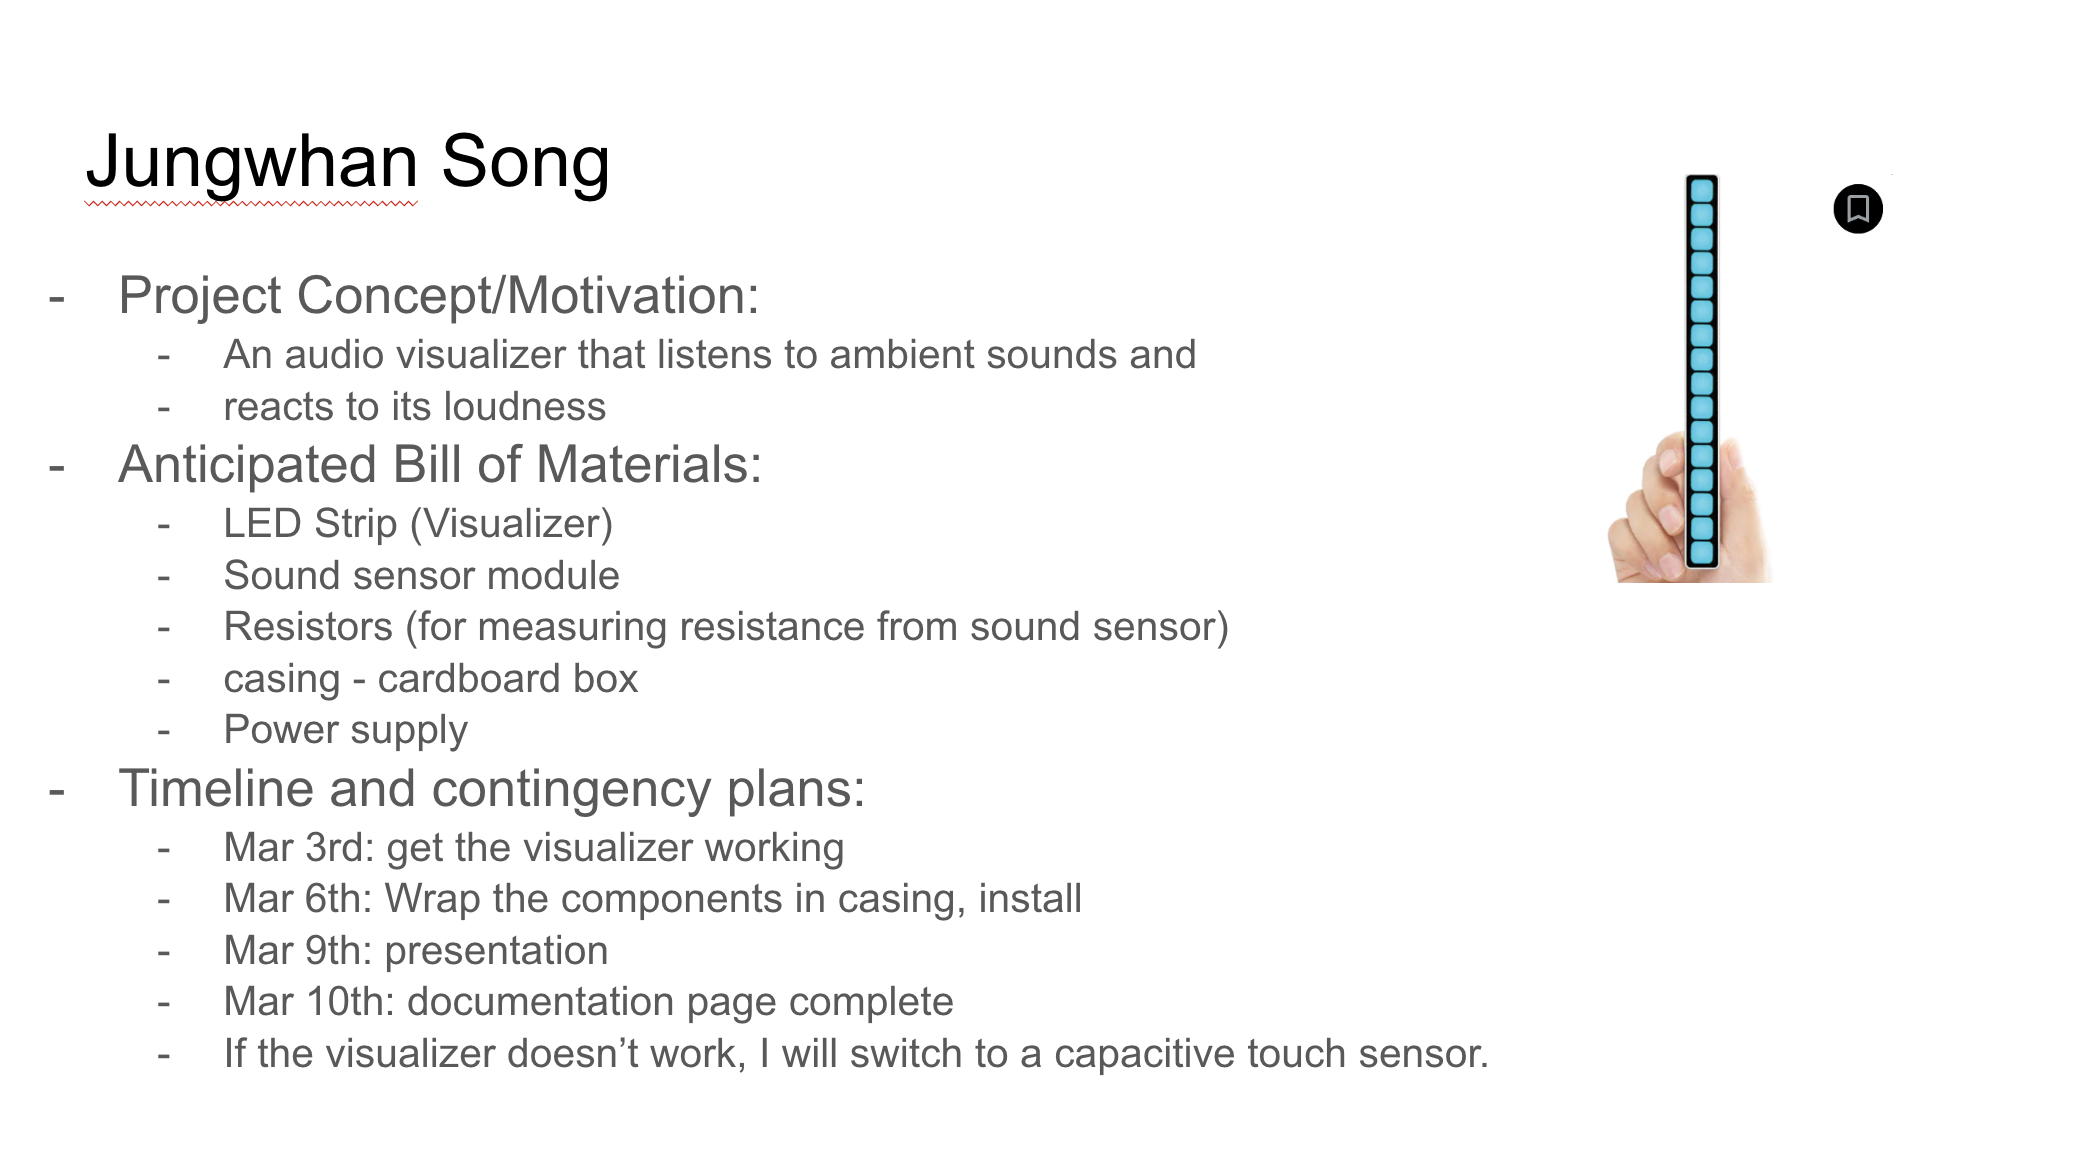 Jungwhan Song
- Project Concept/Motivation:
- An audio visualizer that listens to ambient sounds and
- reacts to its loudness
- Anticipated Bill of Materials:
- LED Strip (Visualizer)
- Sound sensor module
- Resistors (for measuring resistance from sound sensor)
- casing - cardboard box
- Power supply
- Timeline and contingency plans:
- Mar 3rd: get the visualizer working
- Mar 6th: Wrap the components in casing, install
- Mar 9th: presentation
- Mar 10th: documentation page complete
- If the visualizer doesn’t work, I will switch to a capacitive touch sensor.